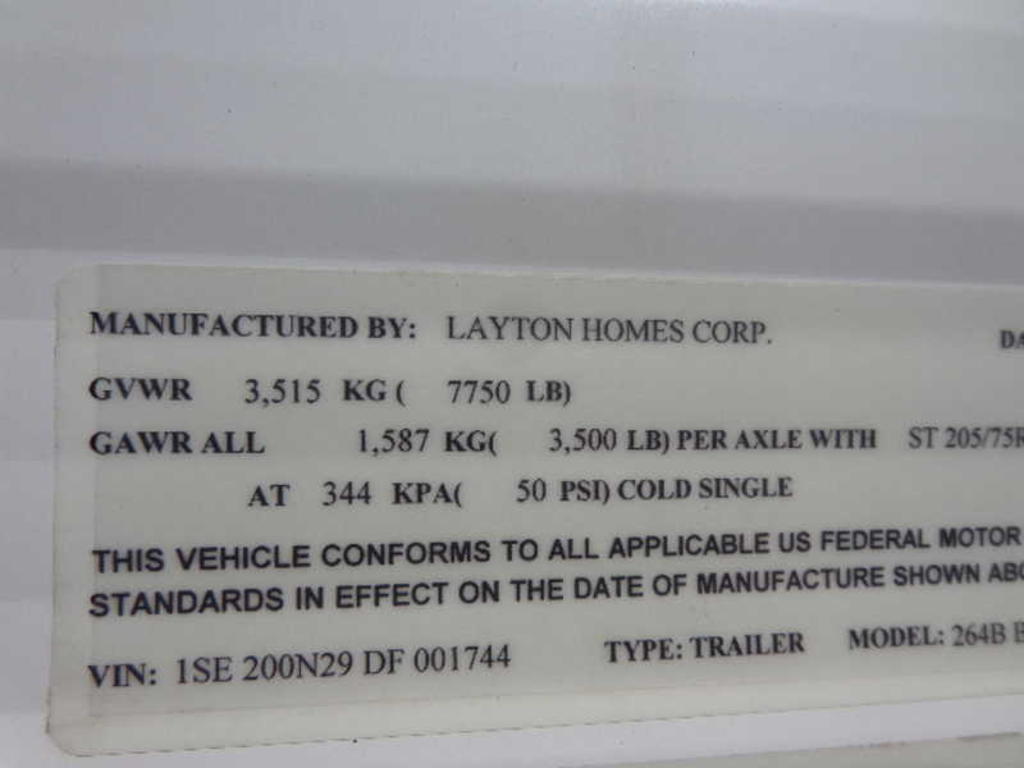 MANUFACTURED BY: LAYTON HOMES CORP. DA
GVWR 3,515 KG ( 7750 LB)
GAWR ALL 1,587 KG( 3,500 LB) PER AXLE WITH ST 205/75R
AT 344 KPA( 50 PSI) COLD SINGLE
THIS VEHICLE CONFORMS TO ALL APPLICABLE US FEDERAL MOTOR
STANDARDS IN EFFECT ON THE DATE OF MANUFACTURE SHOWN ABO
VIN: 1SE 200N29 DF 001744 TYPE: TRAILER MODEL: 264B